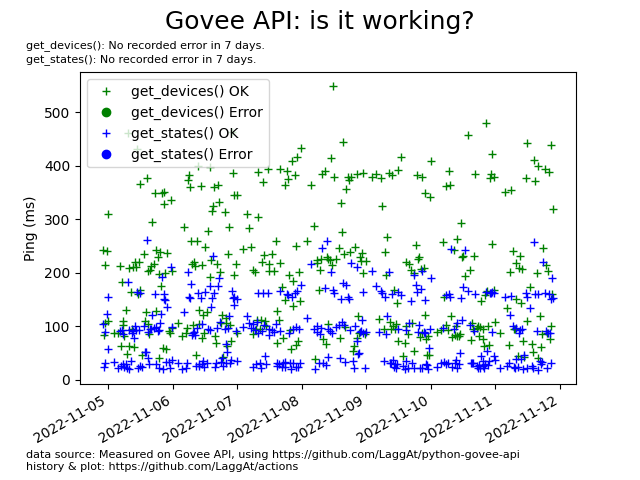 Govee API: is it working?
get_devices(): No recorded error in 7 days.
get_states(): No recorded error in 7 days.
get_devices() OK
get_devices() Error
get_states() OK
get_states() Error
Ping (ms)
500
400
300
200
100
0
2022-11-05
2022-11-06
2022-11-07
2022-11-08
2022-11-09
2022-11-10
2022-11-11
2022-11-12
data source: Measured on Govee API, using https://github.com/LaggAt/python-govee-api
history & plot: https://github.com/LaggAt/actions